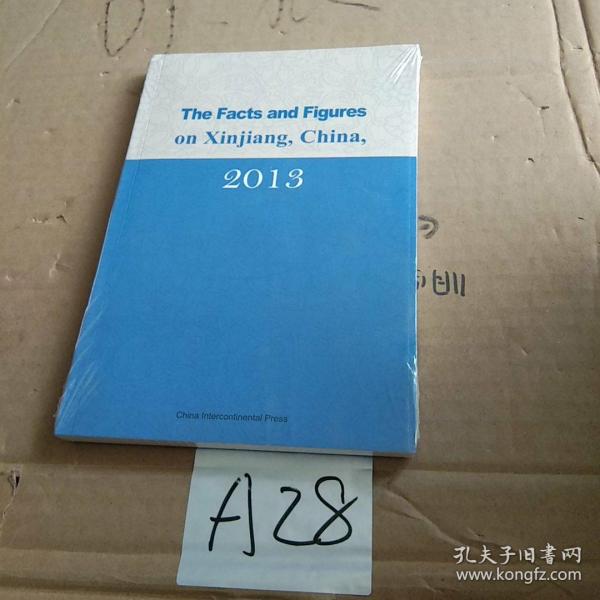 The Facts and Figures
on Xinjiang, China,
2013
China Intercontinental Press
A28
孔夫子旧书网
www.kongfz.com